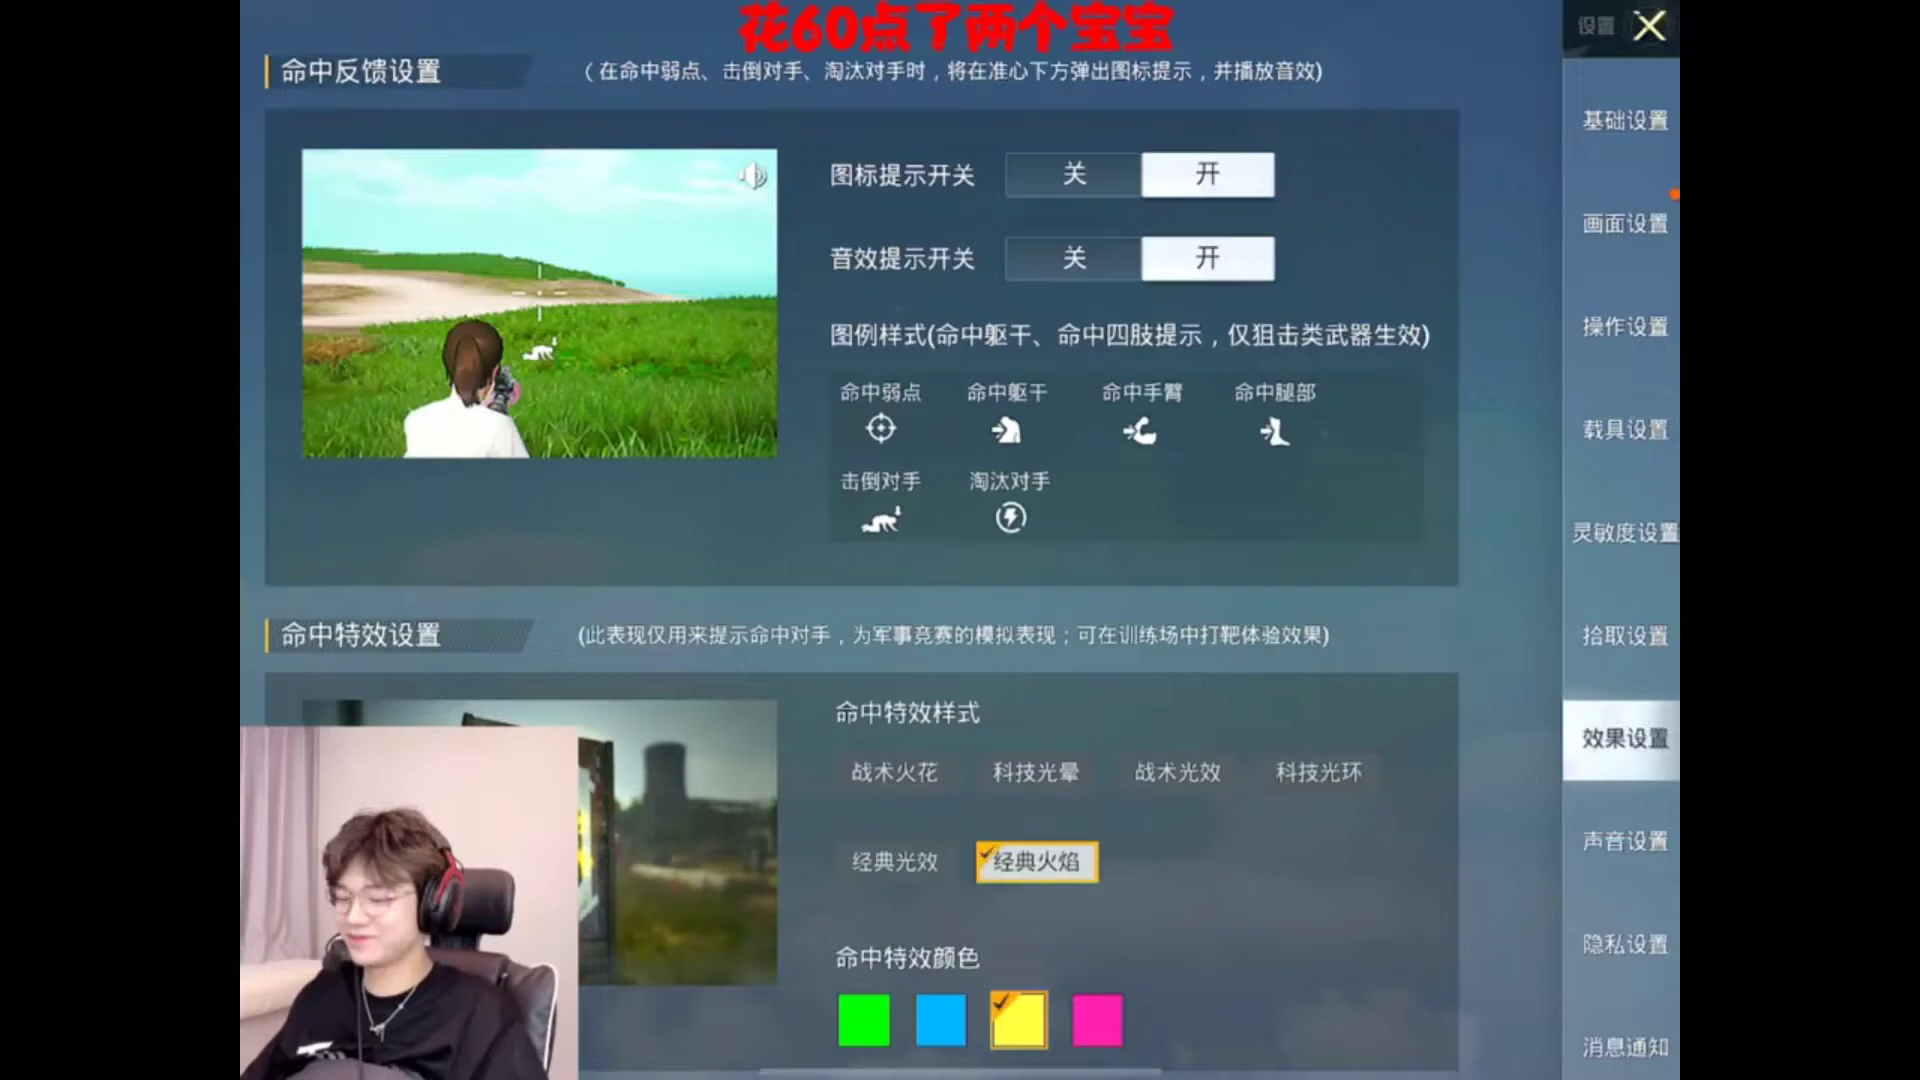 花60点了两个宝宝
设置
命中反馈设置
(在命中弱点、击倒对手、淘汰对手时，将在准心下方弹出图标提示，并播放音效)
图标提示开关
关
开
音效提示开关
关
开
图例样式(命中躯干、命中四肢提示，仅狙击类武器生效)
命中弱点
命中躯干
命中手臂
命中腿部
击倒对手
淘汰对手
命中特效设置
(此表现仅用来提示命中对手，为军事竞赛的模拟表现；可在训练场中打靶体验效果)
命中特效样式
战术火花
科技光晕
战术光效
科技光环
经典光效
经典火焰
命中特效颜色
基础设置
画面设置
操作设置
载具设置
灵敏度设置
拾取设置
效果设置
声音设置
隐私设置
消息通知